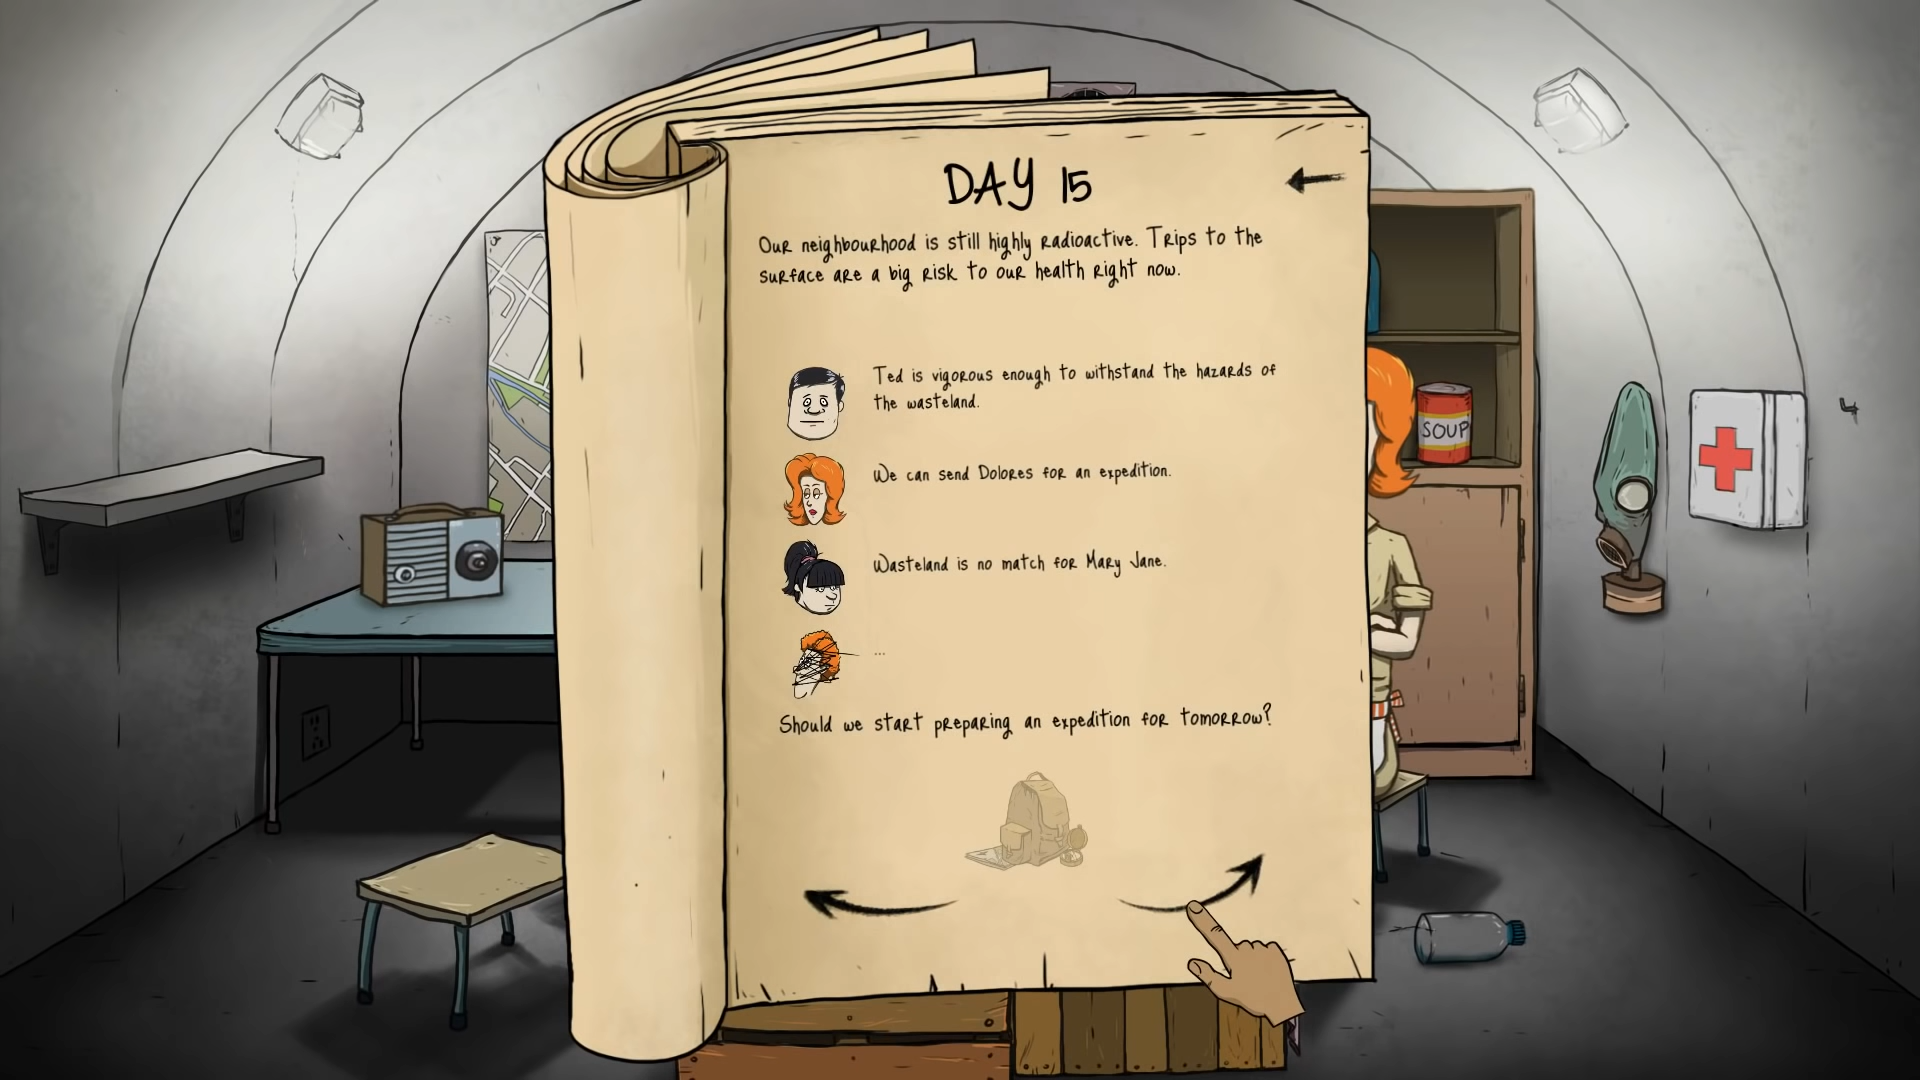 DAY 15
Our neighbourhood is still highly radioactive. Trips to the
surface are a big risk to our health right now.
Ted is vigorous enough to withstand the hazards of
the wasteland.
We can send Dolores for an expedition.
Wasteland is no match for Mary Jane.
...
Should we start preparing an expedition for tomorrow?
SOUP